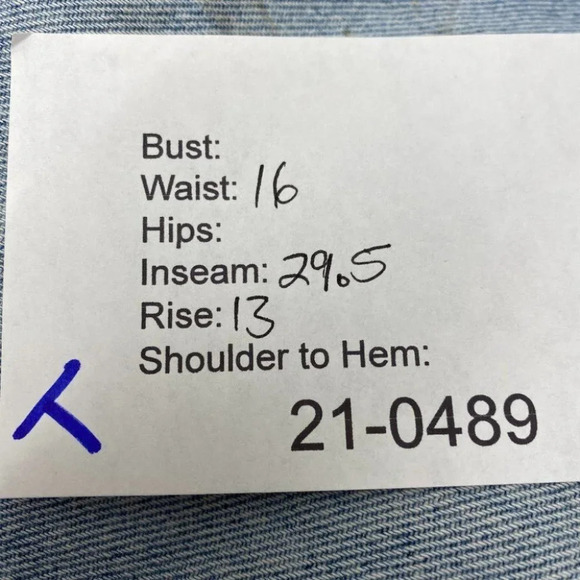 Bust:
Waist: 16
Hips:
Inseam: 29.5
Rise: 13
Shoulder to Hem:
21-0489